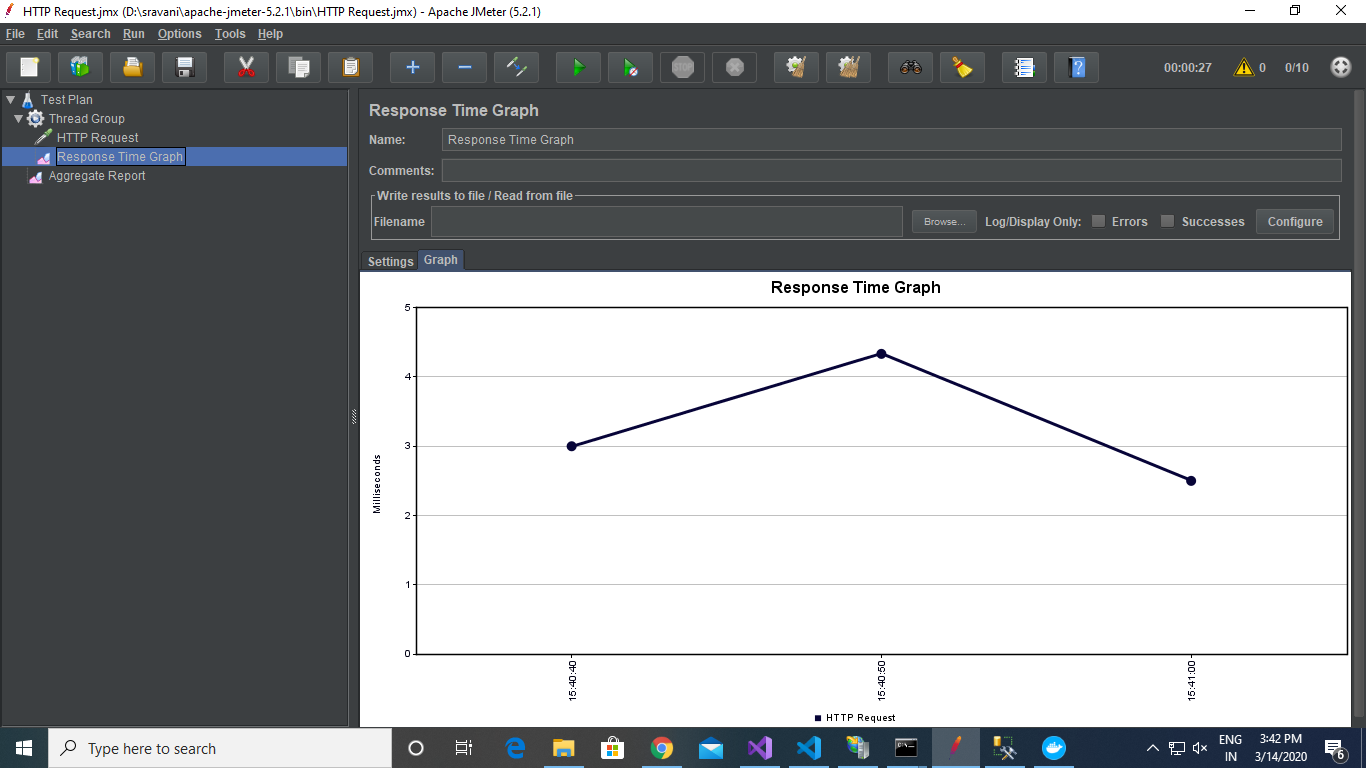 HTTP Request.jmx (D:\sravani\apache-jmeter-5.2.1\bin\HTTP Request.jmx) - Apache JMeter (5.2.1)
File Edit Search Run Options Tools Help
STOP 00:00:27 0 0/10
Test Plan
Thread Group
HTTP Request
Response Time Graph
Aggregate Report
Response Time Graph
Name: Response Time Graph
Comments:
Write results to file / Read from file
Filename Browse... Log/Display Only: Errors Successes Configure
Settings Graph
Response Time Graph
5
4
3
2
1
0
Milliseconds
15:40:40 15:40:50 15:41:00
HTTP Request
Type here to search
ENG
IN
3:42 PM
3/14/2020
6